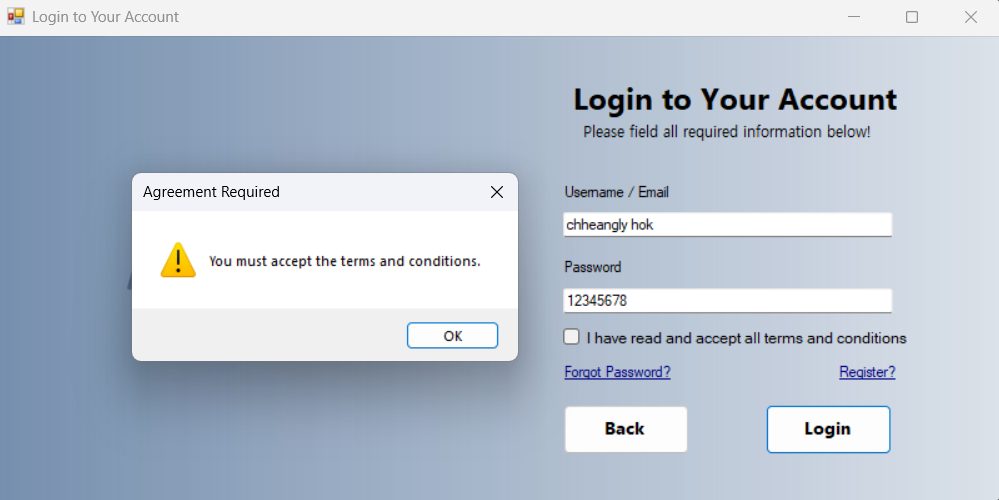 Login to Your Account
Login to Your Account
Please field all required information below!
Agreement Required
You must accept the terms and conditions.
OK
Username / Email
chheangly hok
Password
12345678
I have read and accept all terms and conditions
Forgot Password? Register?
Back Login